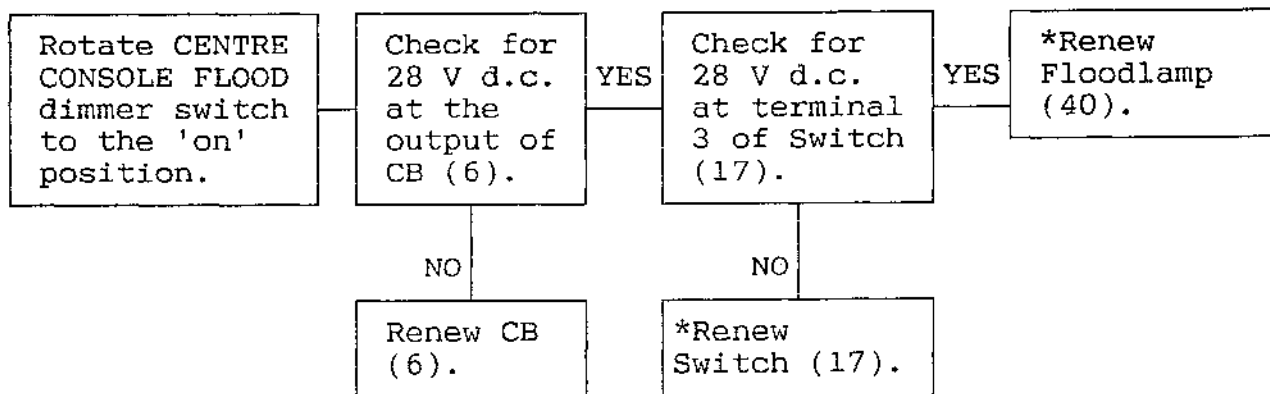 Rotate CENTRE
CONSOLE FLOOD
dimmer switch
to the 'on'
position.
Check for
28 V d.c.
at the
output of
CB (6).
YES
Check for
28 V d.c.
at terminal
3 of Switch
(17).
YES
*Renew
Floodlamp
(40).
NO
Renew CB
(6).
NO
*Renew
Switch (17).